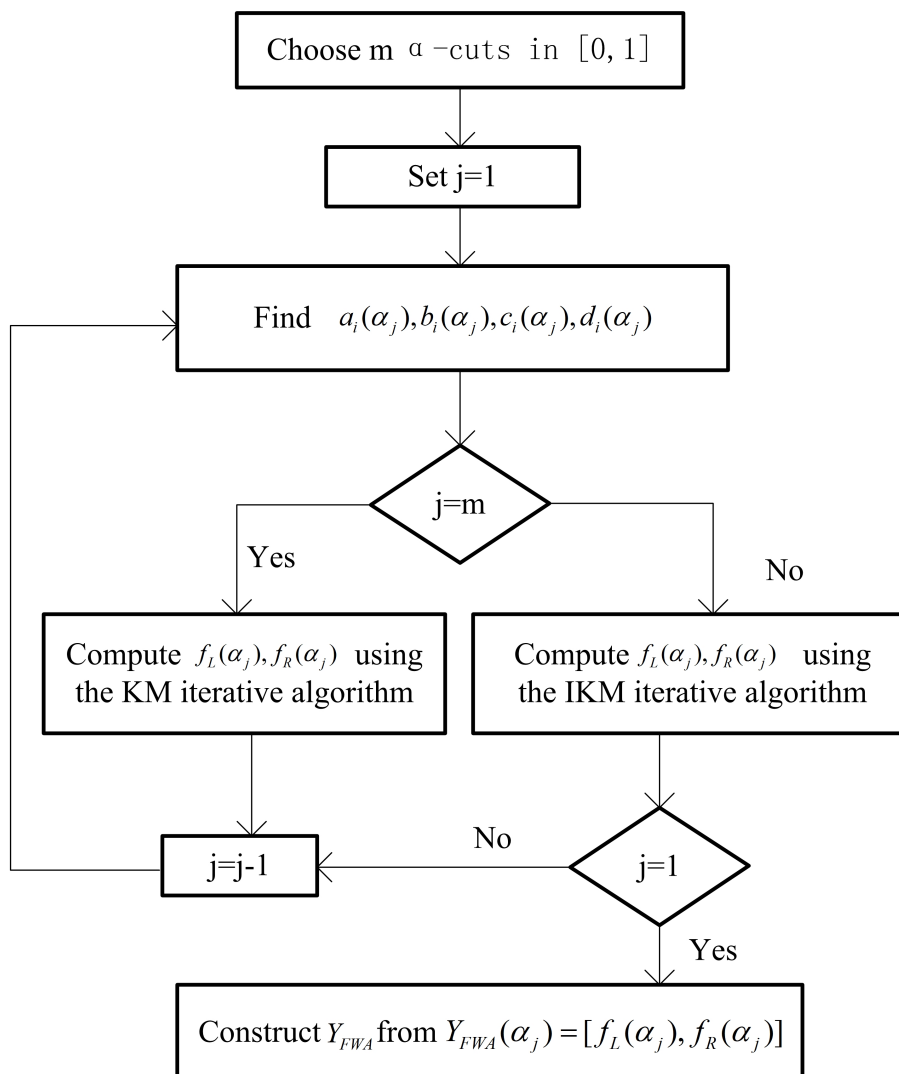 Choose m α-cuts in [0,1]
Set j=1
Find a_i(α_j),b_i(α_j),c_i(α_j),d_i(α_j)
j=m
Yes
No
Compute f_L(α_j),f_R(α_j) using
the KM iterative algorithm
Compute f_L(α_j),f_R(α_j) using
the IKM iterative algorithm
j=j-1
No
j=1
Yes
Construct Y_FWA from Y_FWA(α_j)=[f_L(α_j),f_R(α_j)]